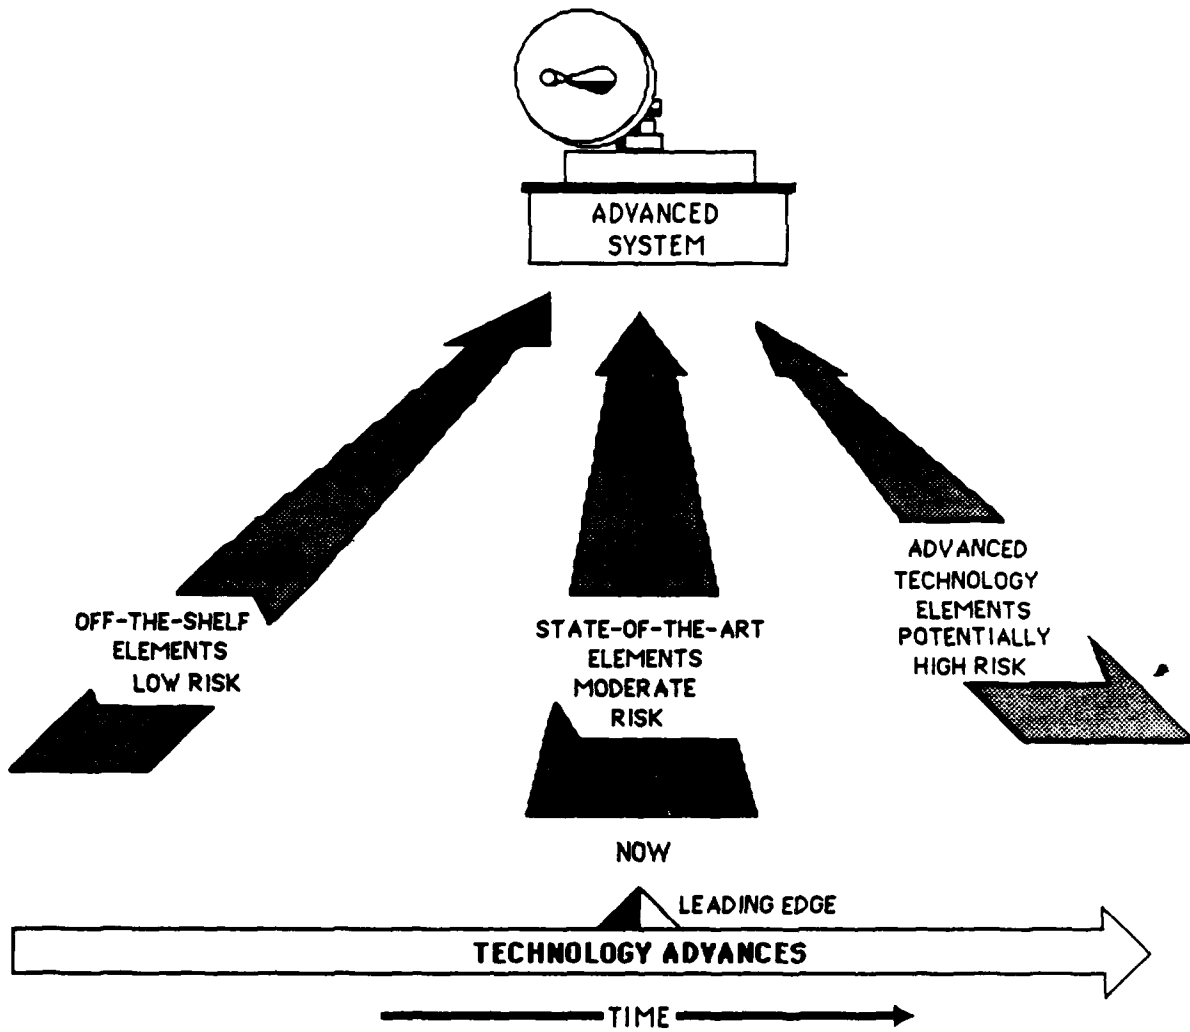 ADVANCED
SYSTEM
OFF-THE-SHELF
ELEMENTS
LOW RISK
STATE-OF-THE-ART
ELEMENTS
MODERATE
RISK
ADVANCED
TECHNOLOGY
ELEMENTS
POTENTIALLY
HIGH RISK
NOW
LEADING EDGE
TECHNOLOGY ADVANCES
TIME